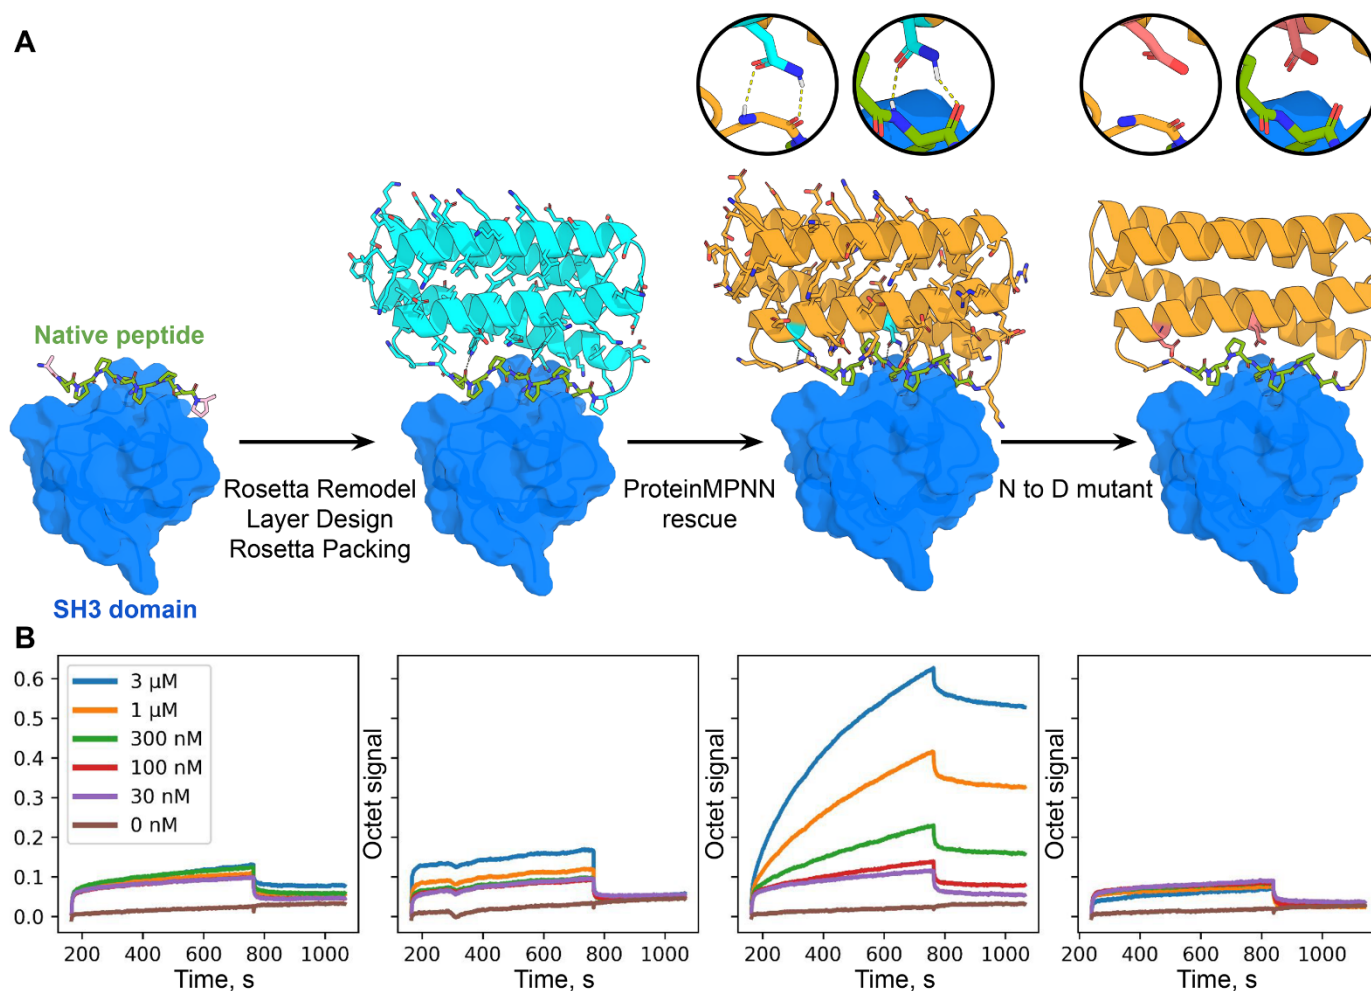 A
Native peptide
SH3 domain
Rosetta Remodel
Layer Design
Rosetta Packing
ProteinMPNN
rescue
N to D mutant
B
0.6
0.5
0.4
0.3
0.2
0.1
0.0
3 µM
1 µM
300 nM
100 nM
30 nM
0 nM
200 400 600 800 1000
Time, s
Octet signal
200 400 600 800 1000
Time, s
Octet signal
200 400 600 800 1000
Time, s
Octet signal
200 400 600 800 1000
Time, s